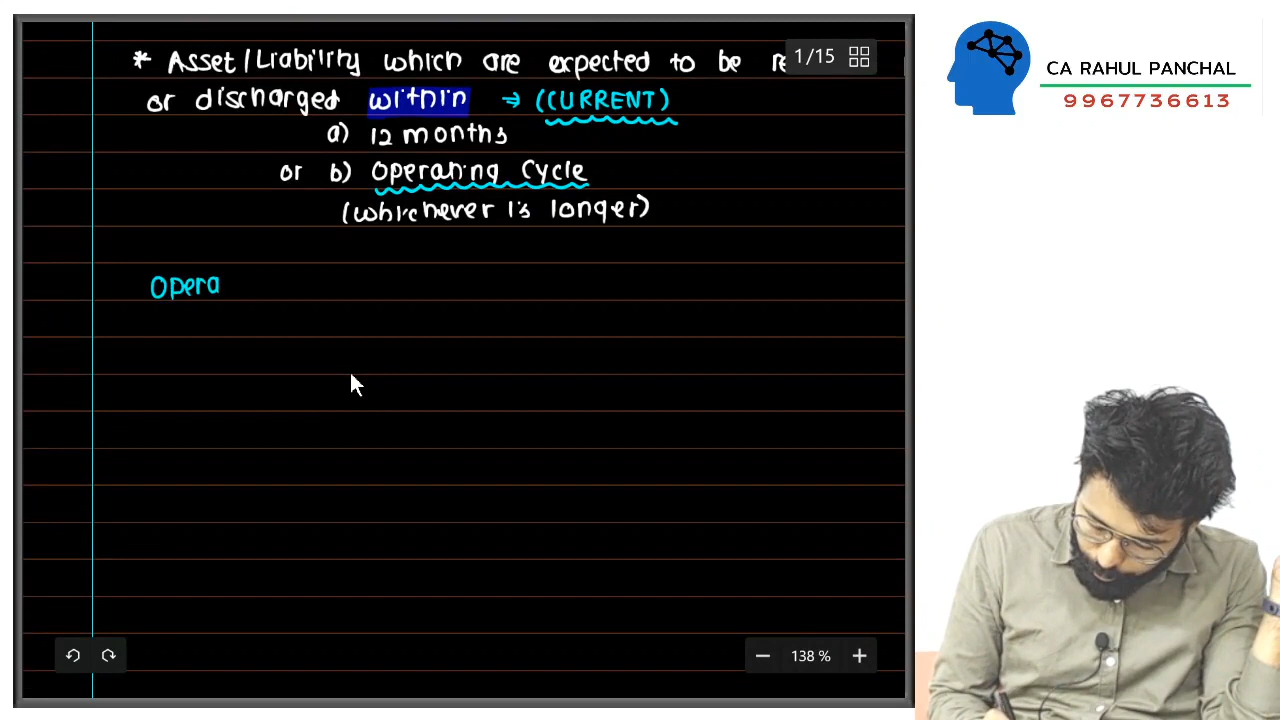 * Asset/Liability which are expected to be
or discharged within ⇒ (CURRENT)
a) 12 months
or b) Operating Cycle
(whichever is longer)
Opera
1/15
138 %
CA RAHUL PANCHAL
9967736613